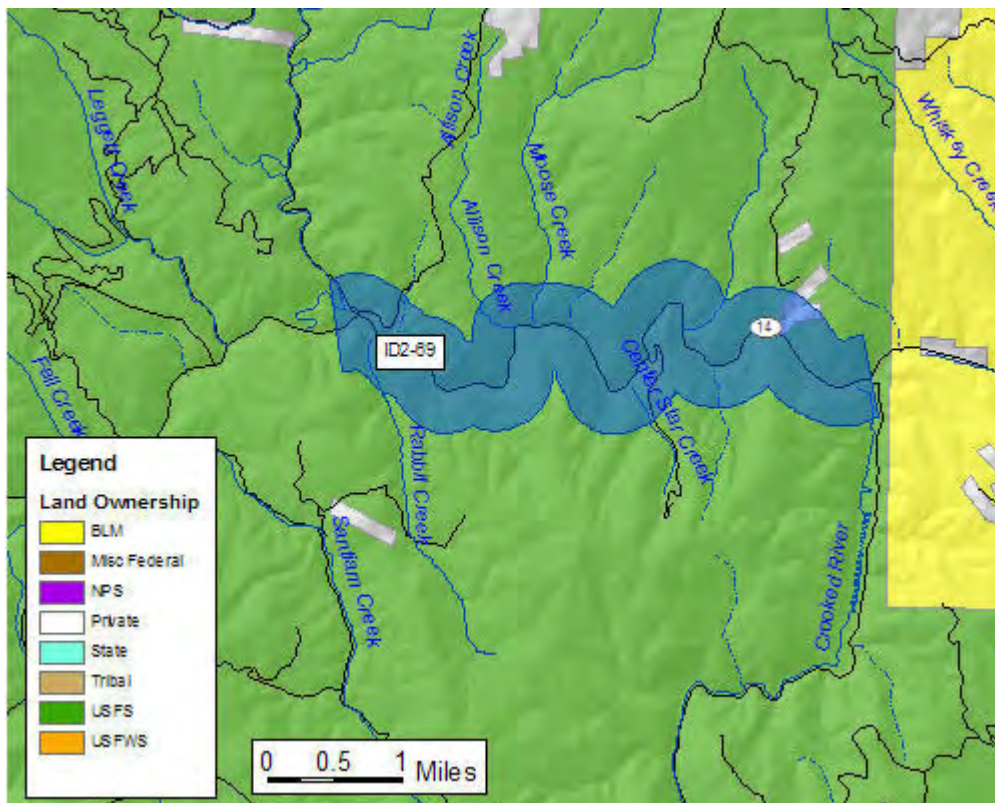 Leggett Creek
Allison Creek
Moose Creek
Allison Creek
Whiskey Creek
14
ID2-69
Center Star Creek
Fall Creek
Rabbit Creek
Santiam Creek
Crooked River
Legend
Land Ownership
BLM
Misc Federal
NPS
Private
State
Tribal
USFS
USFWS
0 0.5 1 Miles